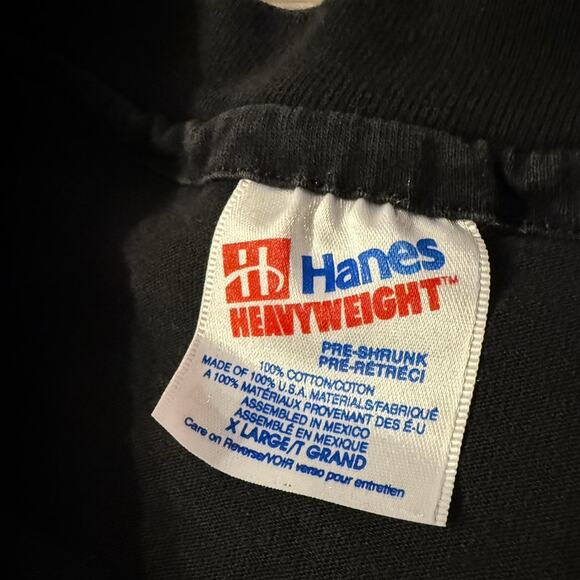 Hanes
HEAVYWEIGHT™
PRE-SHRUNK
PRÉ-RÉTRÉCI
100% COTTON/COTON
MADE OF 100% U.S.A. MATERIALS/FABRIQUÉ
A 100% MATÉRIAUX PROVENANT DES É-U
ASSEMBLED IN MEXICO
ASSEMBLÉ EN MEXIQUE
X LARGE/T GRAND
Care on Reverse/VOIR verso pour entretien